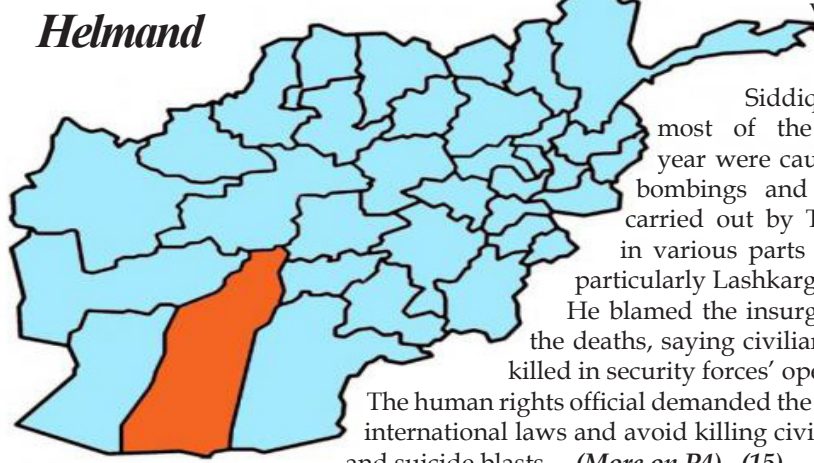 Helmand
Siddiq
most of the
year were cau
bombings and
carried out by T
in various parts
particularly Lashkarg
He blamed the insurg
the deaths, saying civilian
killed in security forces' ope
The human rights official demanded the
international laws and avoid killing civi
and suicide blasts. (More on P4)...(15)